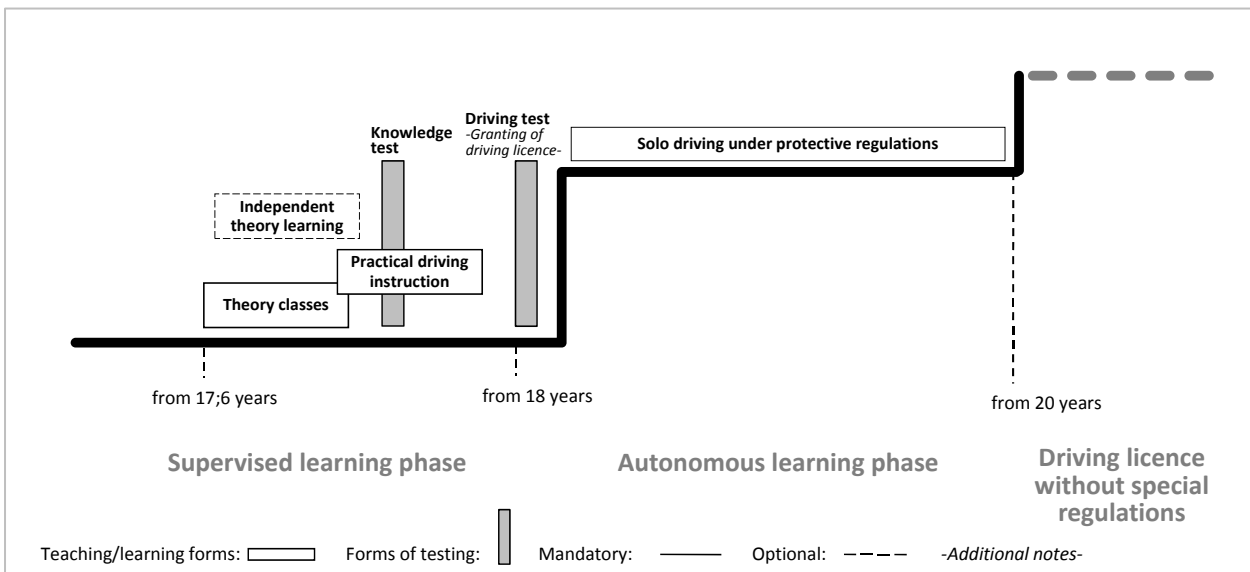 Driving test
-Granting of
driving licence-
Knowledge
test
Solo driving under protective regulations
Independent
theory learning
Practical driving
instruction
Theory classes
from 17;6 years
from 18 years
from 20 years
Supervised learning phase
Autonomous learning phase
Driving licence
without special
regulations
Teaching/learning forms:
Forms of testing:
Mandatory:
Optional:
-Additional notes-